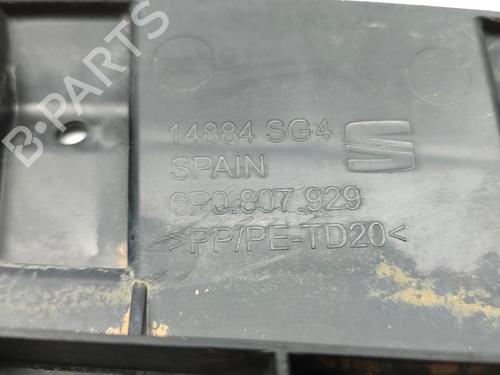 B-PARTS
14884 SG4
SPAIN
6P0.807.929
>PP/PE-TD20<